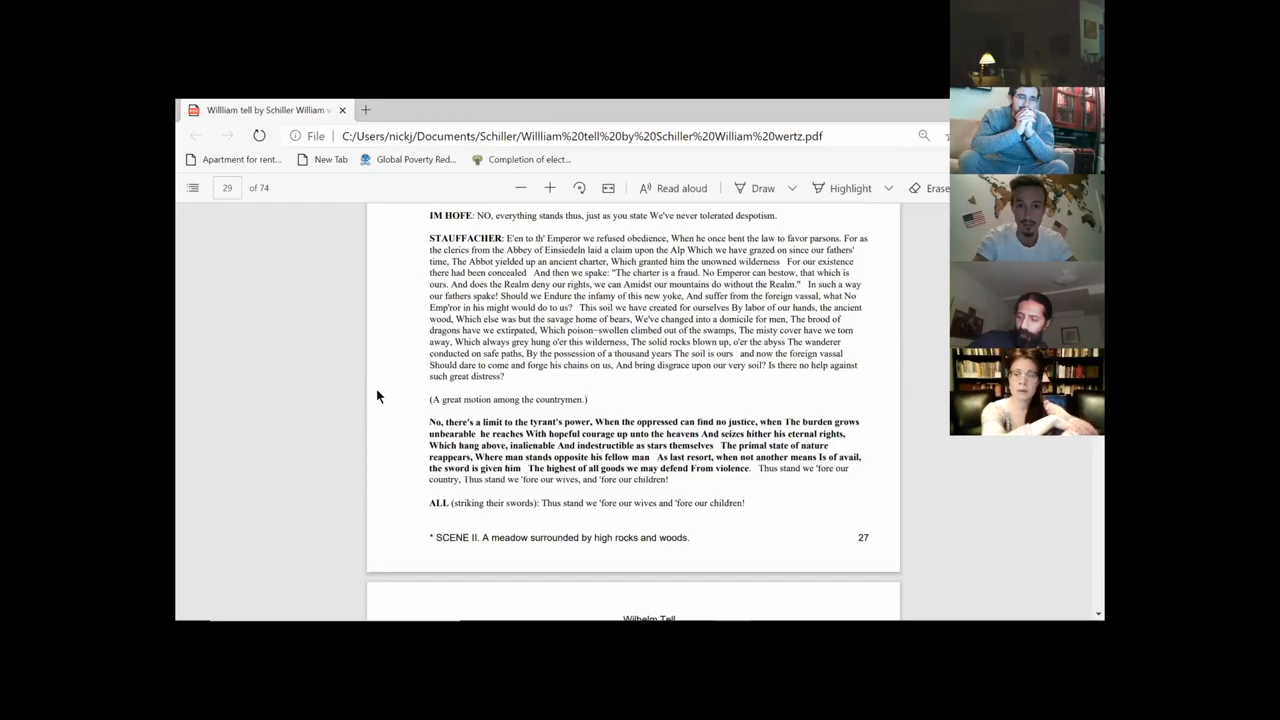 Willliam tell by Schiller William w
File C:/Users/nickj/Documents/Schiller/Willliam%20tell%20by%20Schiller%20William%20wertz.pdf
Apartment for rent... New Tab Global Poverty Red... Completion of elect...
29 of 74 Read aloud Draw Highlight Erase
IM HOFE: NO, everything stands thus, just as you state We've never tolerated despotism.
STAUFFACHER: E'en to th' Emperor we refused obedience, When he once bent the law to favor parsons. For as
the clerics from the Abbey of Einsiedeln laid a claim upon the Alp Which we have grazed on since our fathers'
time, The Abbot yielded up an ancient charter, Which granted him the unowned wilderness For our existence
there had been concealed And then we spake: "The charter is a fraud. No Emperor can bestow, that which is
ours. And does the Realm deny our rights, we can Amidst our mountains do without the Realm." In such a way
our fathers spake! Should we Endure the infamy of this new yoke, And suffer from the foreign vassal, what No
Emp'ror in his might would do to us? This soil we have created for ourselves By labor of our hands, the ancient
wood, Which else was but the savage home of bears, We've changed into a domicile for men, The brood of
dragons have we extirpated, Which poison-swollen climbed out of the swamps, The misty cover have we torn
away, Which always grey hung o'er this wilderness, The solid rocks blown up, o'er the abyss The wanderer
conducted on safe paths, By the possession of a thousand years The soil is ours and now the foreign vassal
Should dare to come and forge his chains on us, And bring disgrace upon our very soil? Is there no help against
such great distress?
(A great motion among the countrymen.)
No, there's a limit to the tyrant's power, When the oppressed can find no justice, when The burden grows
unbearable he reaches With hopeful courage up unto the heavens And seizes hither his eternal rights,
Which hang above, inalienable And indestructible as stars themselves The primal state of nature
reappears, Where man stands opposite his fellow man As last resort, when not another means Is of avail,
the sword is given him The highest of all goods we may defend From violence. Thus stand we 'fore our
country, Thus stand we 'fore our wives, and 'fore our children!
ALL (striking their swords): Thus stand we 'fore our wives and 'fore our children!
* SCENE II. A meadow surrounded by high rocks and woods. 27
Wilhelm Tell